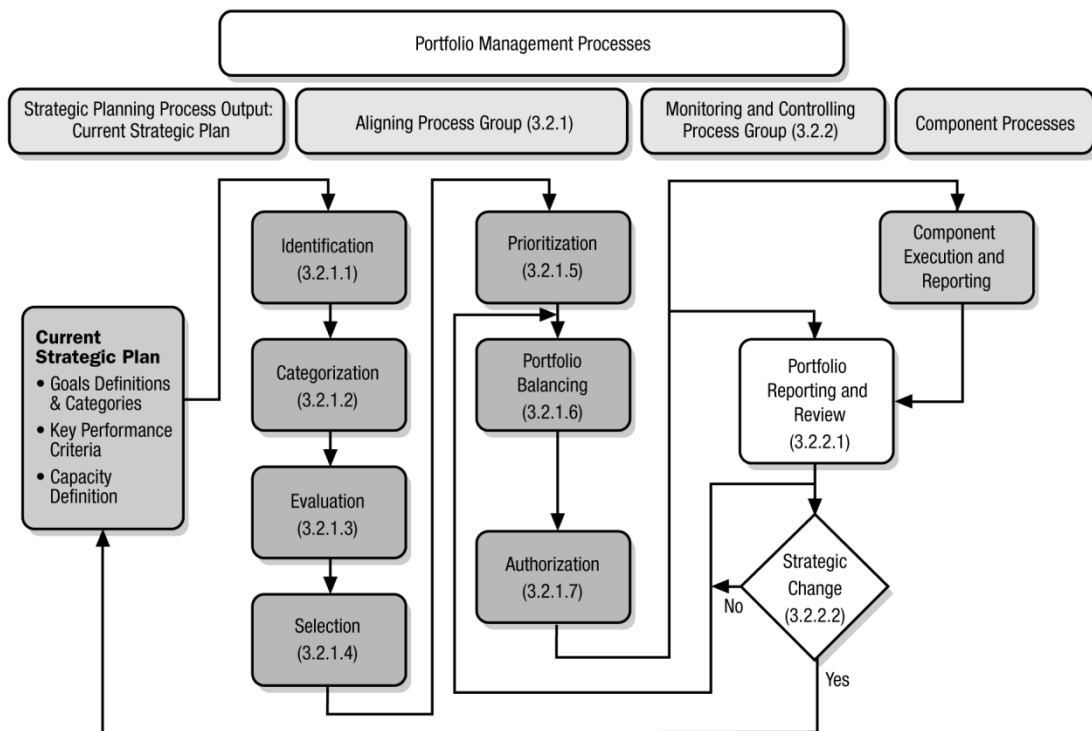 Portfolio Management Processes
Strategic Planning Process Output:
Current Strategic Plan
Aligning Process Group (3.2.1)
Monitoring and Controlling
Process Group (3.2.2)
Component Processes
Current
Strategic Plan
• Goals Definitions
& Categories
• Key Performance
Criteria
• Capacity
Definition
Identification
(3.2.1.1)
Categorization
(3.2.1.2)
Evaluation
(3.2.1.3)
Selection
(3.2.1.4)
Prioritization
(3.2.1.5)
Portfolio
Balancing
(3.2.1.6)
Authorization
(3.2.1.7)
Component
Execution and
Reporting
Portfolio
Reporting and
Review
(3.2.2.1)
Strategic
Change
(3.2.2.2)
No
Yes